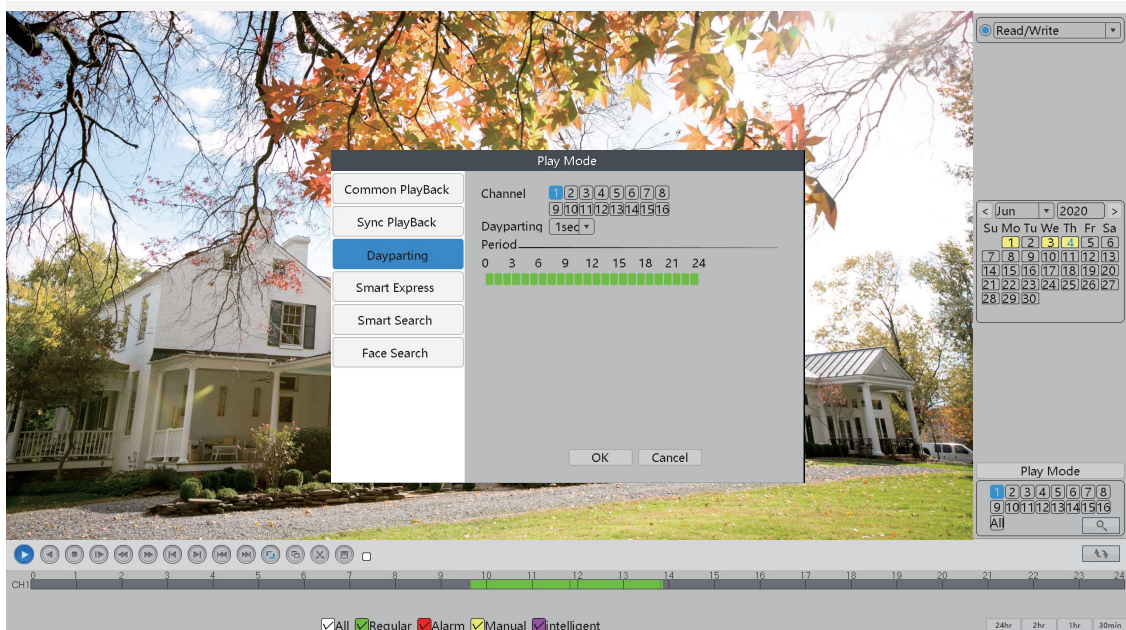 Read/Write
Play Mode
Common PlayBack
Sync PlayBack
Dayparting
Smart Express
Smart Search
Face Search
Channel 1 2 3 4 5 6 7 8
9 10 11 12 13 14 15 16
Dayparting 1sec
Period
0 3 6 9 12 15 18 21 24
OK Cancel
< Jun 2020 >
Su Mo Tu We Th Fr Sa
1 2 3 4 5 6
7 8 9 10 11 12 13
14 15 16 17 18 19 20
21 22 23 24 25 26 27
28 29 30
Play Mode
1 2 3 4 5 6 7 8
9 10 11 12 13 14 15 16
All
0 1 2 3 4 5 6 7 8 9 10 11 12 13 14 15 16 17 18 19 20 21 22 23 24
CH1
All Regular Alarm Manual intelligent
24hr 2hr 1hr 30min